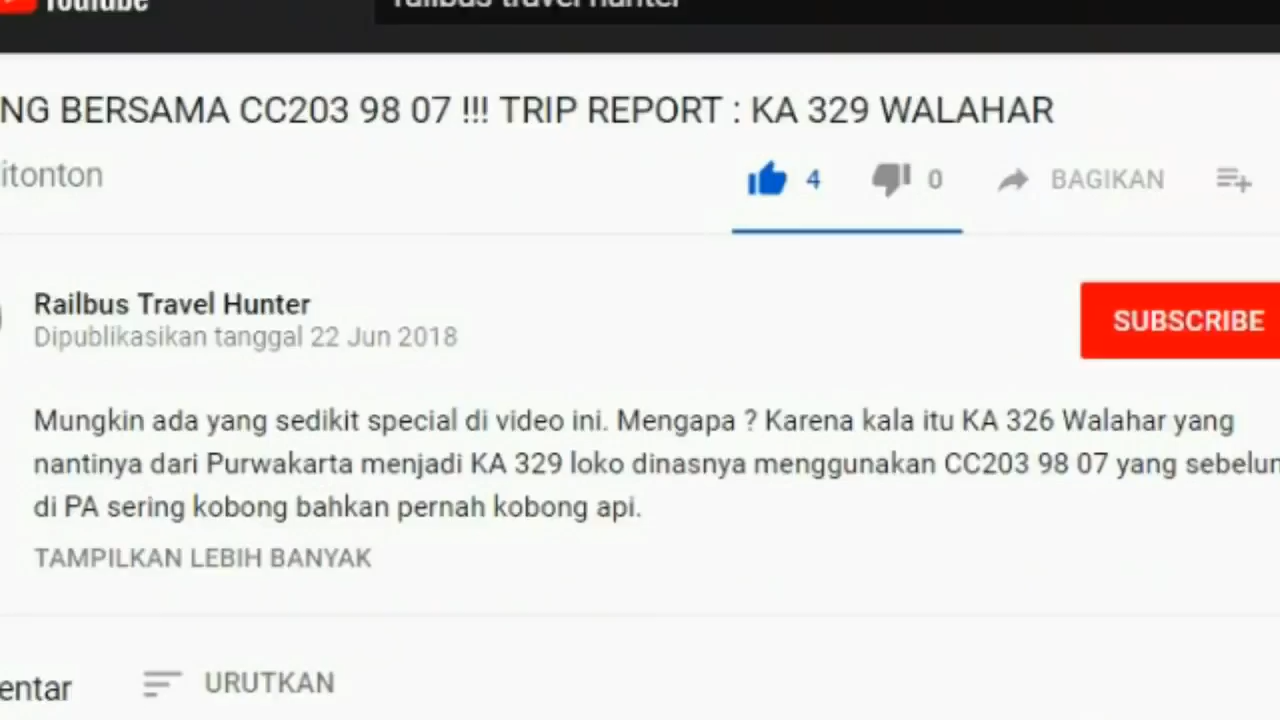 YouTube
railbus travel hunter
NG BERSAMA CC203 98 07 !!! TRIP REPORT : KA 329 WALAHAR
itonton
4
0
BAGIKAN
Railbus Travel Hunter
Dipublikasikan tanggal 22 Jun 2018
SUBSCRIBE
Mungkin ada yang sedikit special di video ini. Mengapa ? Karena kala itu KA 326 Walahar yang
nantinya dari Purwakarta menjadi KA 329 loko dinasnya menggunakan CC203 98 07 yang sebelun
di PA sering kobong bahkan pernah kobong api.
TAMPILKAN LEBIH BANYAK
entar
URUTKAN